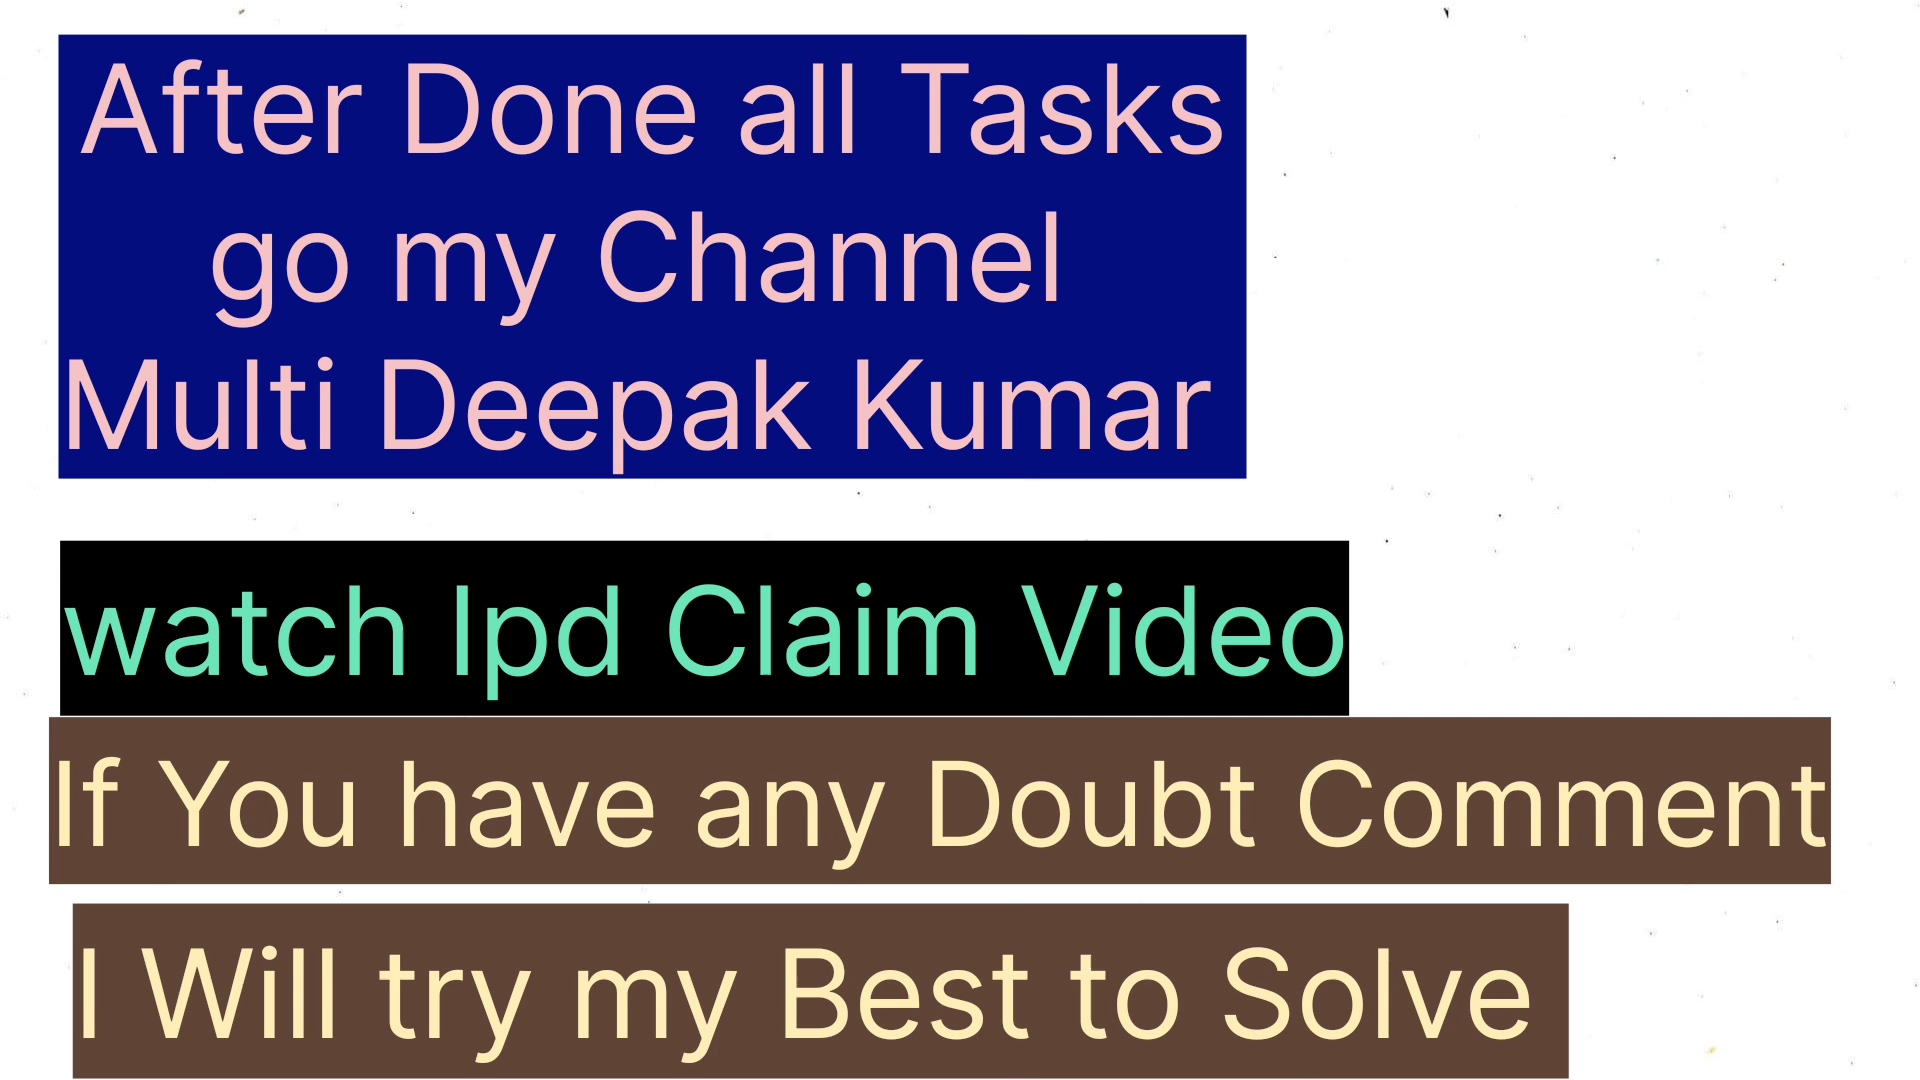 After Done all Tasks
go my Channel
Multi Deepak Kumar
watch Ipd Claim Video
If You have any Doubt Comment
I Will try my Best to Solve